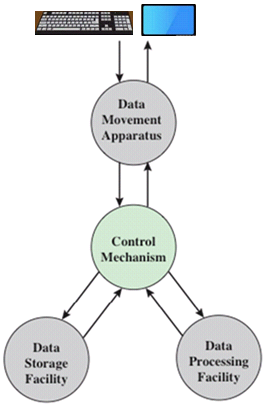 Data
Movement
Apparatus
Control
Mechanism
Data
Storage
Facility
Data
Processing
Facility